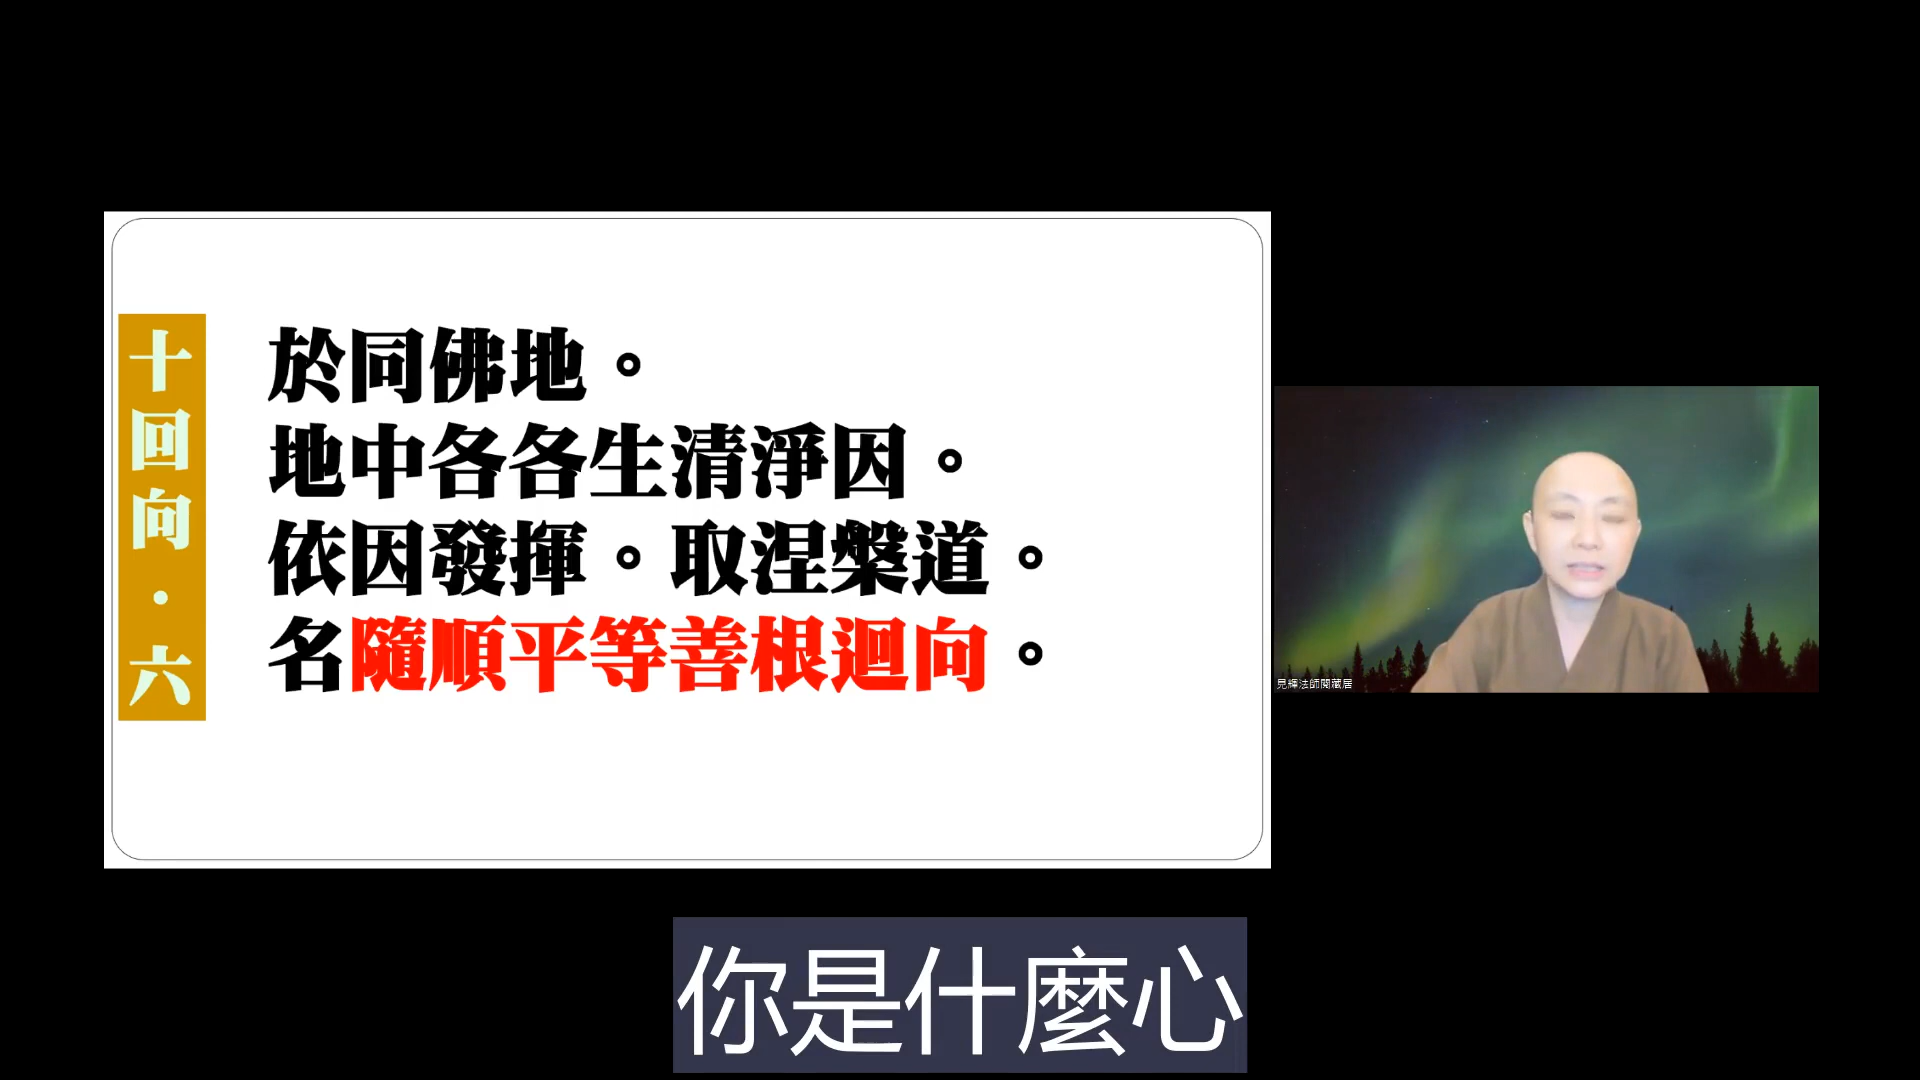 十回向・六
於同佛地。
地中各各生清淨因。
依因發揮。取涅槃道。
名隨順平等善根迴向。
見輝法師閱藏居
你是什麼心